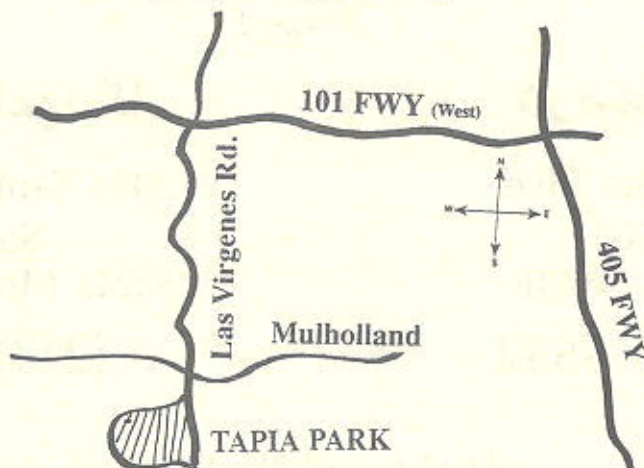 101 FWY (West)
Las Virgenes Rd.
N
W E
S
405 FWY
Mulholland
TAPIA PARK